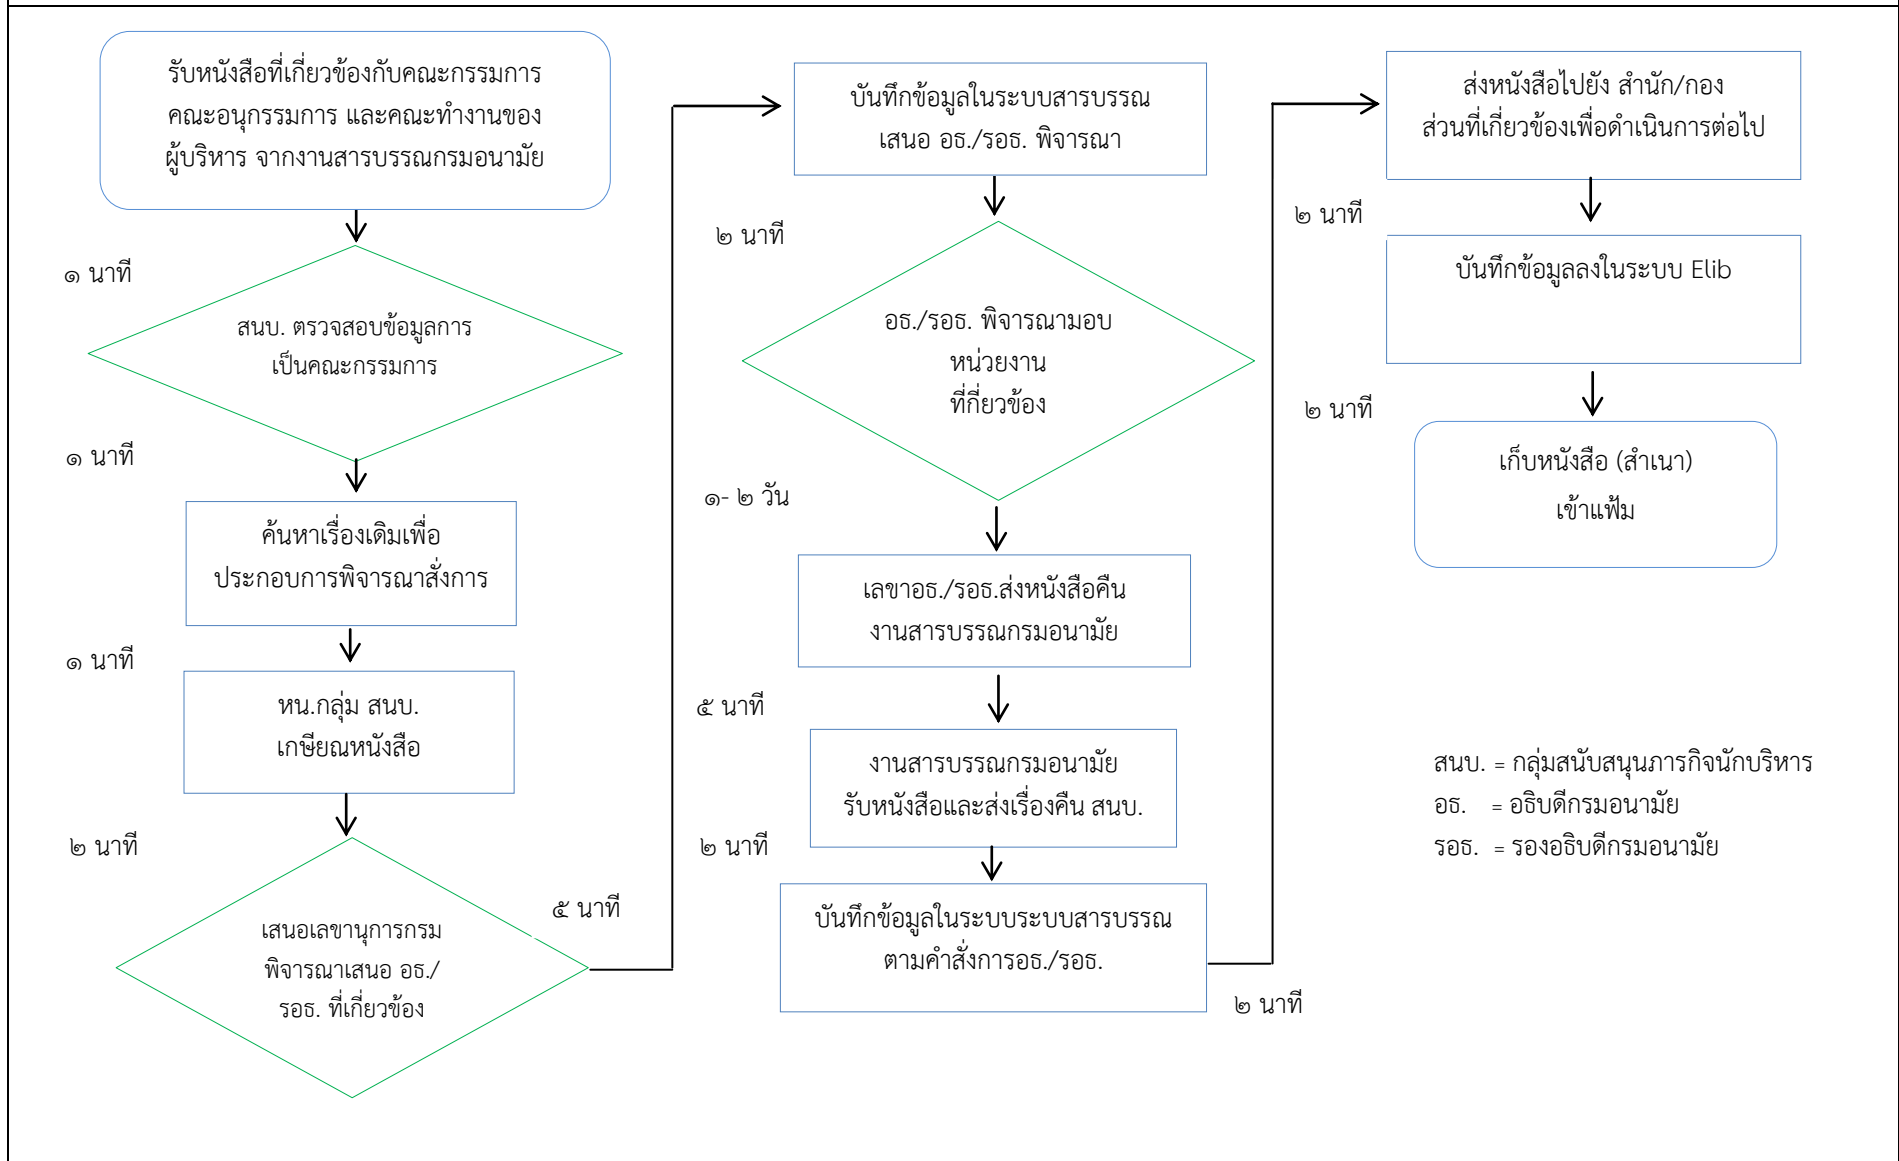 รับหนังสือที่เกี่ยวข้องกับคณะกรรมการ
คณะอนุกรรมการ และคณะทำงานของ
ผู้บริหาร จากงานสารบรรณกรมอนามัย
๑ นาที
สนบ. ตรวจสอบข้อมูลการ
เป็นคณะกรรมการ
๑ นาที
ค้นหาเรื่องเดิมเพื่อ
ประกอบการพิจารณาสั่งการ
๑ นาที
หน.กลุ่ม สนบ.
เกษียณหนังสือ
๒ นาที
เสนอเลขานุการกรม
พิจารณาเสนอ อธ./
รอธ. ที่เกี่ยวข้อง
๕ นาที
บันทึกข้อมูลในระบบสารบรรณ
เสนอ อธ./รอธ. พิจารณา
๒ นาที
อธ./รอธ. พิจารณามอบ
หน่วยงาน
ที่กี่ยวข้อง
๑- ๒ วัน
เลขาอธ./รอธ.ส่งหนังสือคืน
งานสารบรรณกรมอนามัย
๕ นาที
งานสารบรรณกรมอนามัย
รับหนังสือและส่งเรื่องคืน สนบ.
๒ นาที
บันทึกข้อมูลในระบบระบบสารบรรณ
ตามคำสั่งการอธ./รอธ.
๒ นาที
ส่งหนังสือไปยัง สำนัก/กอง
ส่วนที่เกี่ยวข้องเพื่อดำเนินการต่อไป
๒ นาที
บันทึกข้อมูลลงในระบบ Elib
๒ นาที
เก็บหนังสือ (สำเนา)
เข้าแฟ้ม
สนบ. = กลุ่มสนับสนุนภารกิจนักบริหาร
อธ. = อธิบดีกรมอนามัย
รอธ. = รองอธิบดีกรมอนามัย